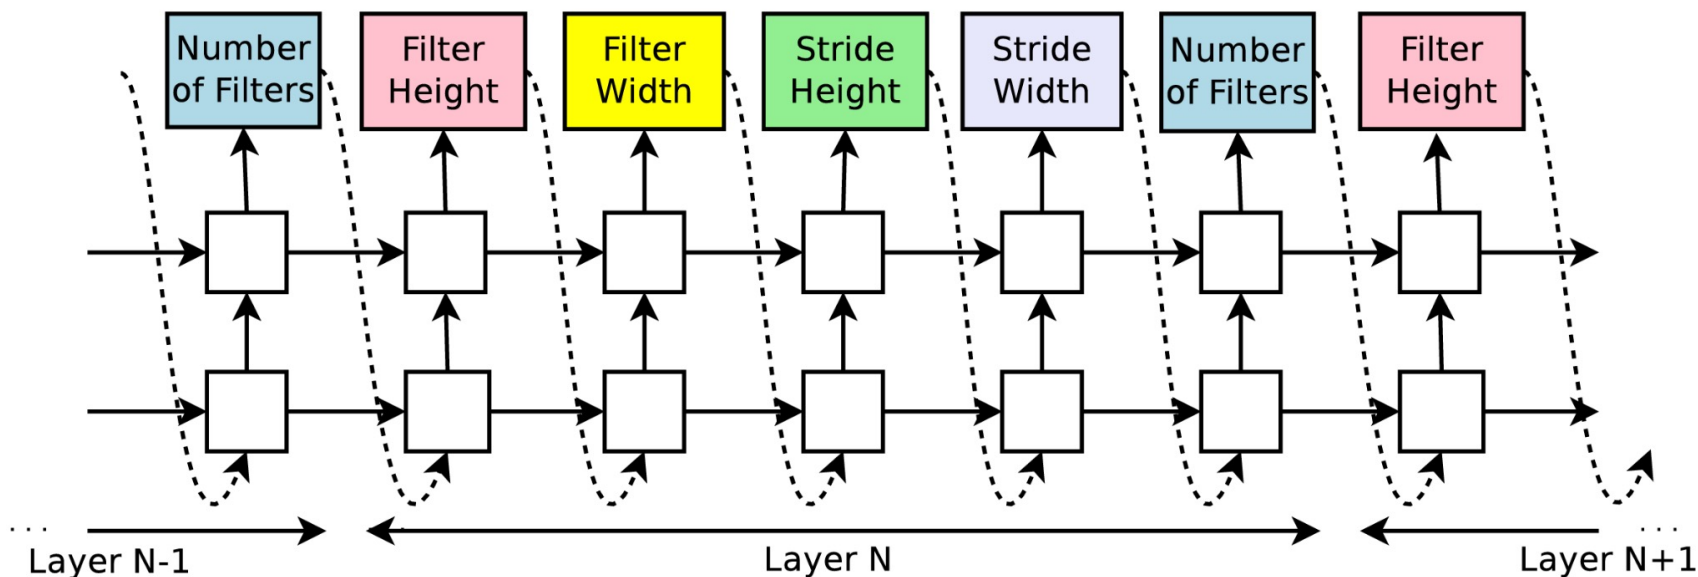 Number
of Filters
Filter
Height
Filter
Width
Stride
Height
Stride
Width
Number
of Filters
Filter
Height
. . .
. . .
Layer N-1
Layer N
Layer N+1